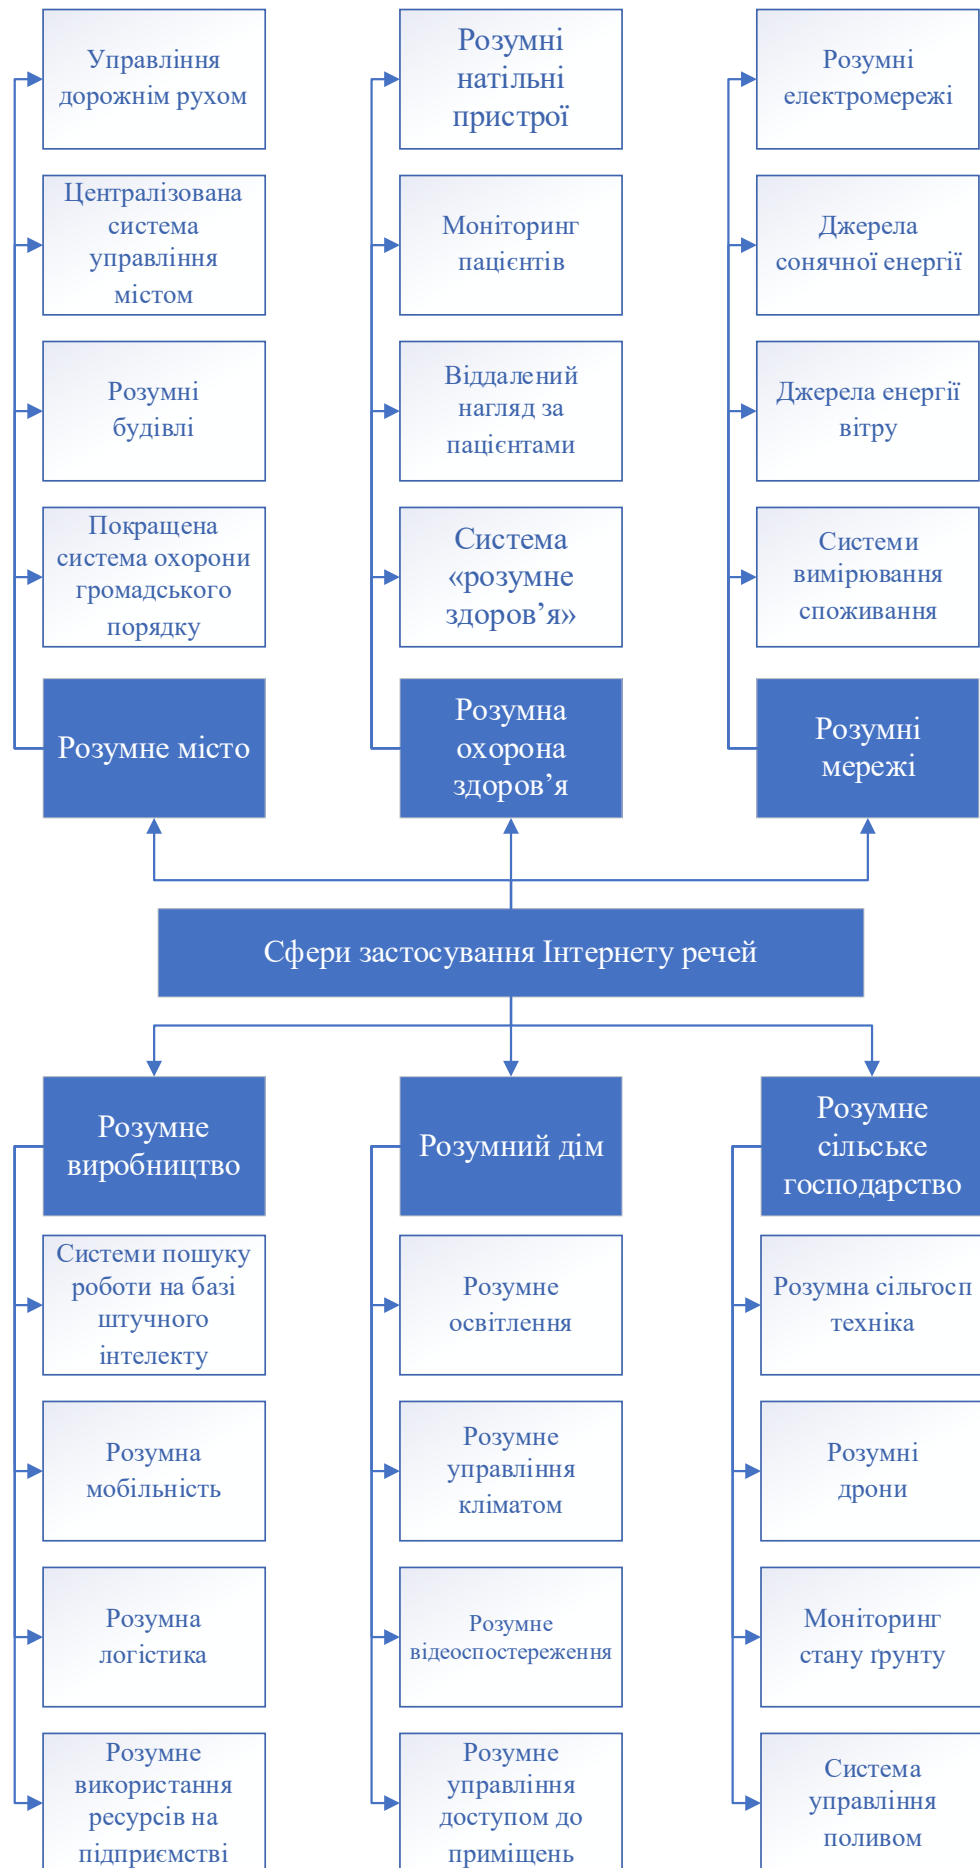 Управління
дорожнім рухом
Централізована
система
управління
містом
Розумні
будівлі
Покращена
система охорони
громадського
порядку
Розумне місто
Розумні
натільні
пристрої
Моніторинг
пацієнтів
Віддалений
нагляд за
пацієнтами
Система
«розумне
здоров’я»
Розумна
охорона
здоров’я
Розумні
електромережі
Джерела
сонячної енергії
Джерела енергії
вітру
Системи
вимірювання
споживання
Розумні
мережі
Сфери застосування Інтернету речей
Розумне
виробництво
Системи пошуку
роботи на базі
штучного
інтелекту
Розумна
мобільність
Розумна
логістика
Розумне
використання
ресурсів на
підприємстві
Розумний дім
Розумне
освітлення
Розумне
управління
кліматом
Розумне
відеоспостереження
Розумне
управління
доступом до
приміщень
Розумне
сільське
господарство
Розумна сільгосп
техніка
Розумні
дрони
Моніторинг
стану ґрунту
Система
управління
поливом